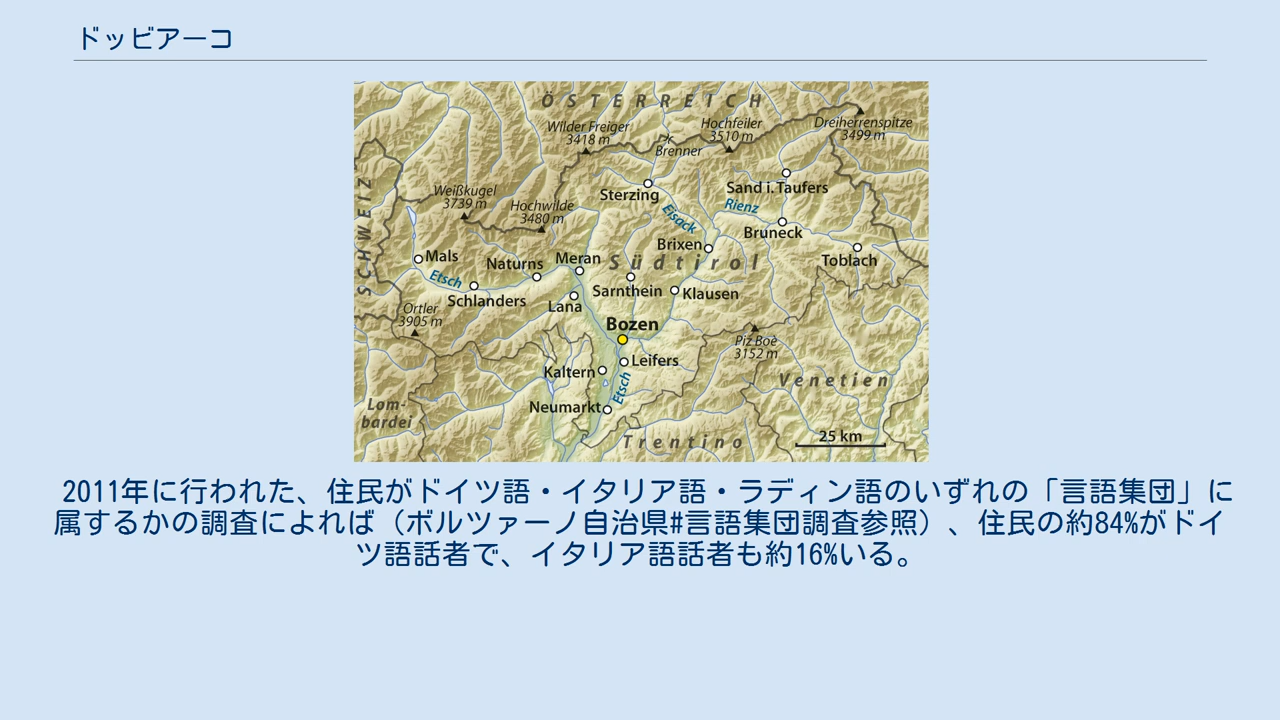 ドッビアーコ
ÖSTERREICH
Wilder Freiger
3418 m
Hochfeiler
3510 m
Dreiherrenspitze
3499 m
Brenner
SCHWEIZ
Weißkugel
3739 m
Hochwilde
3480 m
Sterzing
Sand i. Taufers
Eisack
Rienz
Bruneck
Brixen
Toblach
Mals
Etsch
Naturns
Meran
Südtirol
Schlanders
Lana
Sarnthein
Klausen
Ortler
3905 m
Bozen
Piz Boè
3152 m
Leifers
Kaltern
Etsch
Venetien
Neumarkt
Lom-
bardei
Trentino
25 km
2011年に行われた、住民がドイツ語・イタリア語・ラディン語のいずれの「言語集団」に
属するかの調査によれば（ボルツァーノ自治県#言語集団調査参照）、住民の約84%がドイ
ツ語話者で、イタリア語話者も約16%いる。